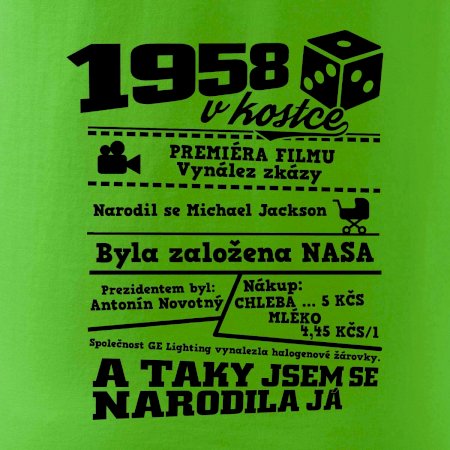 1958
v kostce
PREMIÉRA FILMU
Vynález zkázy
Narodil se Michael Jackson
Byla založena NASA
Prezidentem byl:
Antonín Novotný
Nákup:
CHLEBA ... 5 KČS
MLÉKO
4,45 KČS/l
Společnost GE Lighting vynalezla halogenové žárovky.
A TAKY JSEM SE
NARODILA JÁ